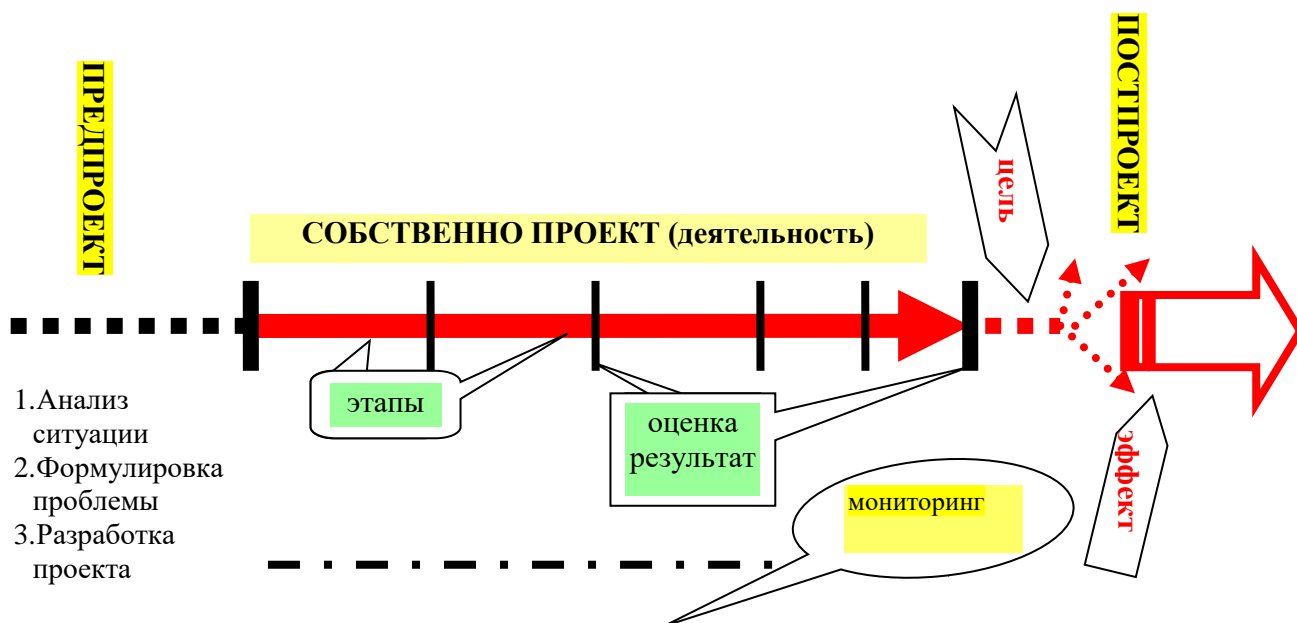 ПРЕДПРОЕКТ
ПОСТПРОЕКТ
цель
СОБСТВЕННО ПРОЕКТ (деятельность)
1.Анализ
ситуации
2.Формулировка
проблемы
3.Разработка
проекта
этапы
оценка
результат
мониторинг
эффект